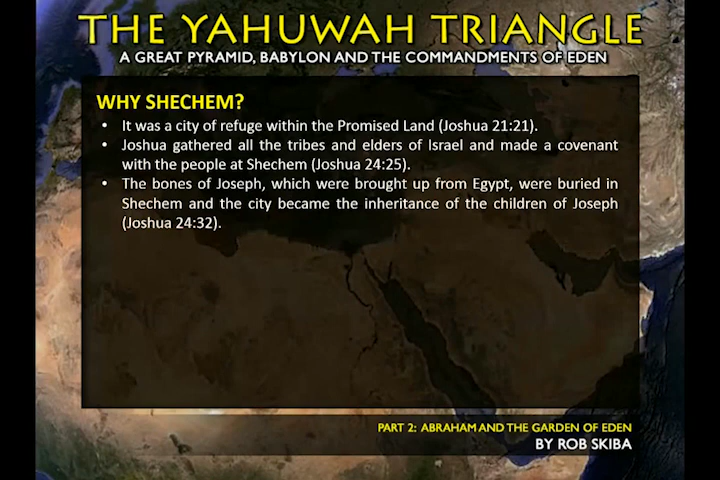 THE YAHUWAH TRIANGLE
A GREAT PYRAMID, BABYLON AND THE COMMANDMENTS OF EDEN
WHY SHECHEM?
• It was a city of refuge within the Promised Land (Joshua 21:21).
• Joshua gathered all the tribes and elders of Israel and made a covenant
with the people at Shechem (Joshua 24:25).
• The bones of Joseph, which were brought up from Egypt, were buried in
Shechem and the city became the inheritance of the children of Joseph
(Joshua 24:32).
PART 2: ABRAHAM AND THE GARDEN OF EDEN
BY ROB SKIBA